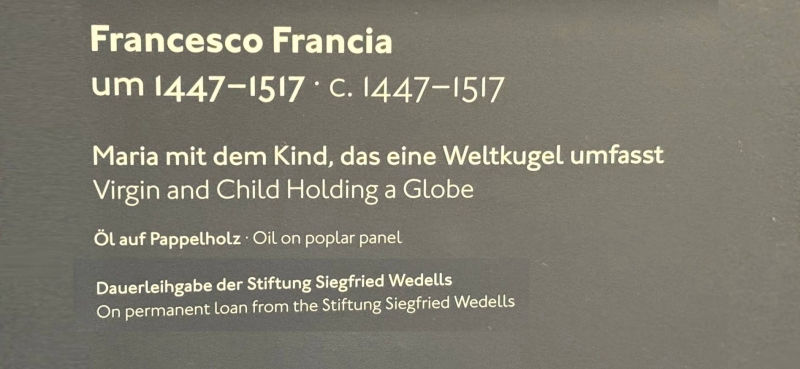 Francesco Francia
um 1447–1517 · c. 1447–1517
Maria mit dem Kind, das eine Weltkugel umfasst
Virgin and Child Holding a Globe
Öl auf Pappelholz · Oil on poplar panel
Dauerleihgabe der Stiftung Siegfried Wedells
On permanent loan from the Stiftung Siegfried Wedells